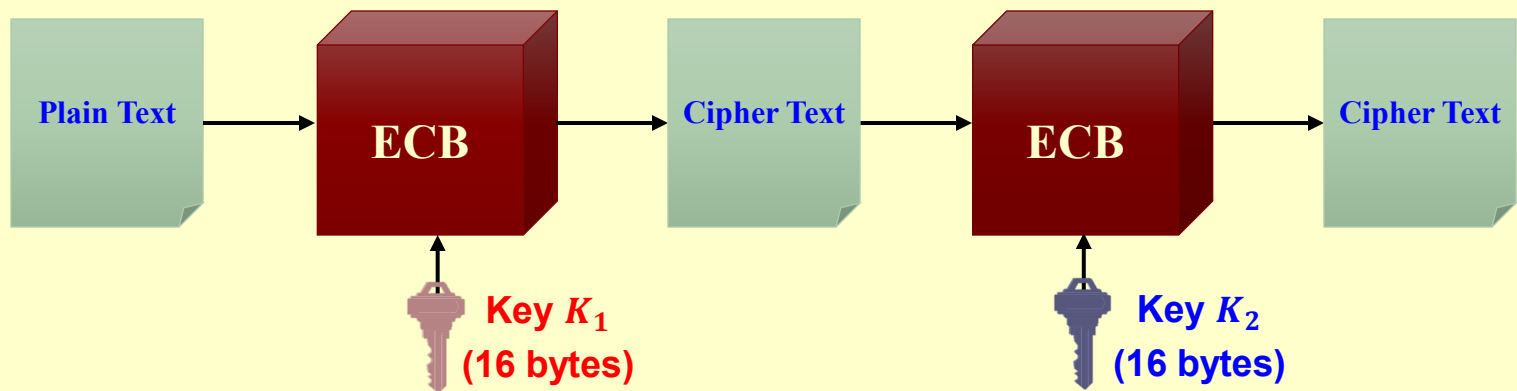 Plain Text
ECB
Cipher Text
ECB
Cipher Text
Key K₁
(16 bytes)
Key K₂
(16 bytes)